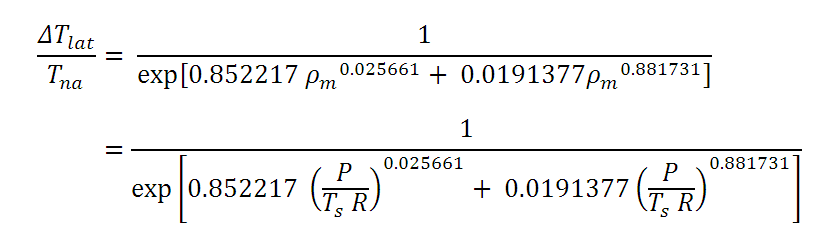 ΔT_lat / T_na = 1 / exp[0.852217 ρ_m^0.025661 + 0.0191377ρ_m^0.881731]
= 1 / exp[0.852217 (P / T_s R)^0.025661 + 0.0191377 (P / T_s R)^0.881731]